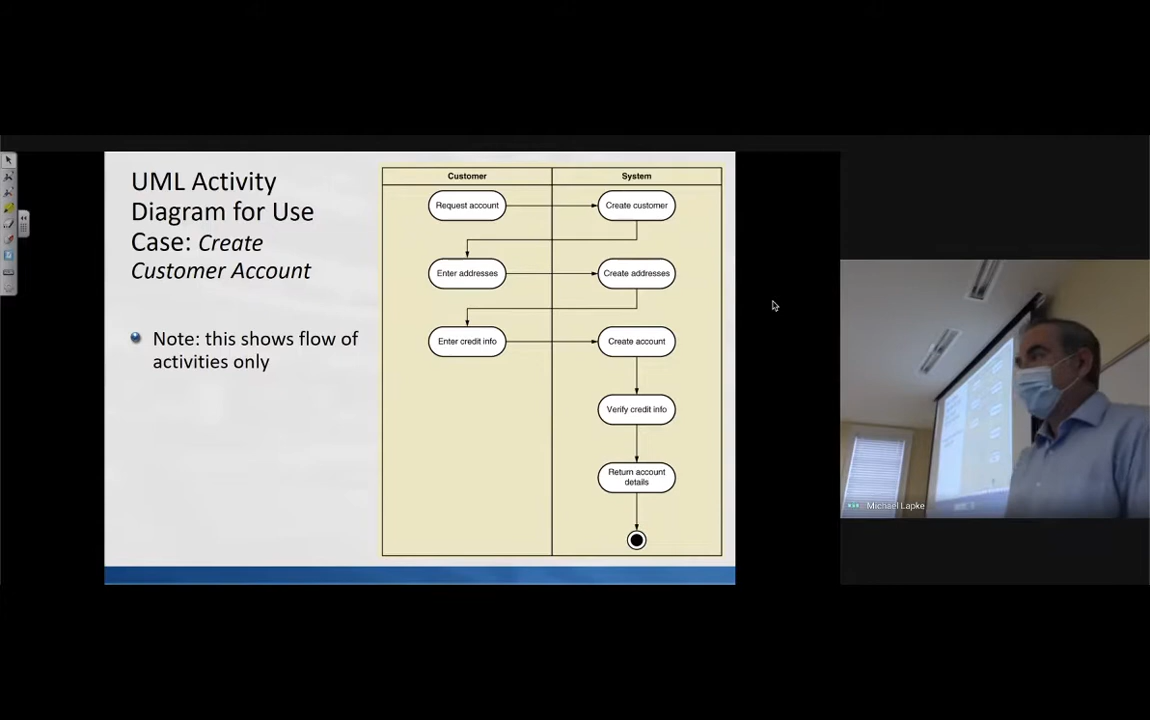 UML Activity
Diagram for Use
Case: Create
Customer Account
Note: this shows flow of
activities only
Customer
System
Request account
Create customer
Enter addresses
Create addresses
Enter credit info
Create account
Verify credit info
Return account
details
Michael Lapke